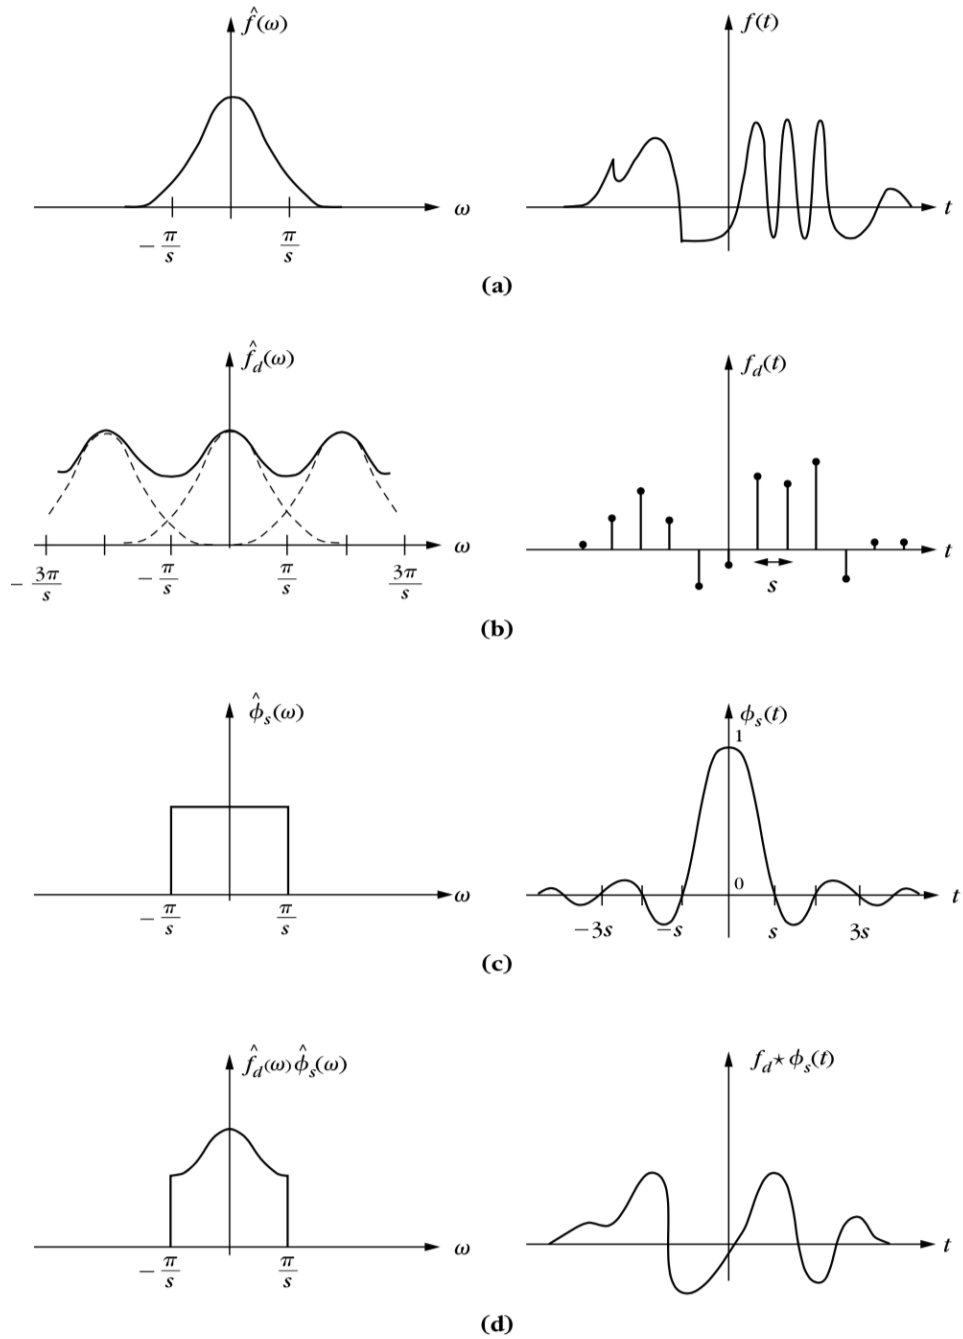 f̂(ω) f(t)
ω t
−π/s π/s
(a)
f̂_d(ω) f_d(t)
ω t
−3π/s −π/s π/s 3π/s s
(b)
φ̂_s(ω) ϕ_s(t)
1
0
ω t
−π/s π/s −3s −s s 3s
(c)
f̂_d(ω) ϕ̂_s(ω) f_d⋆ϕ_s(t)
ω t
−π/s π/s
(d)